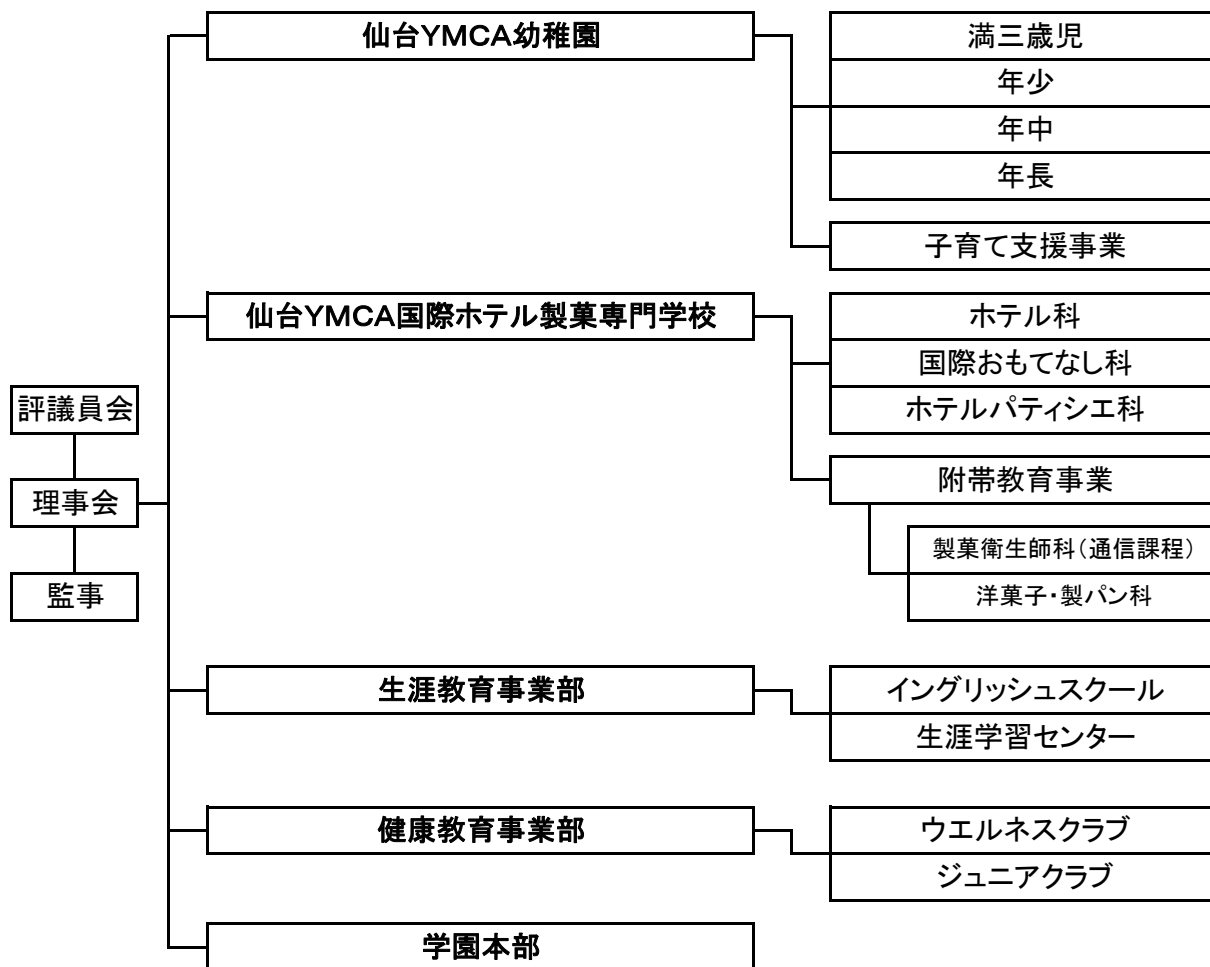 仙台YMCA幼稚園
満三歳児
年少
年中
年長
子育て支援事業
仙台YMCA国際ホテル製菓専門学校
ホテル科
国際おもてなし科
ホテルパティシエ科
附帯教育事業
製菓衛生師科(通信課程)
洋菓子・製パン科
評議員会
理事会
監事
生涯教育事業部
イングリッシュスクール
生涯学習センター
健康教育事業部
ウエルネスクラブ
ジュニアクラブ
学園本部